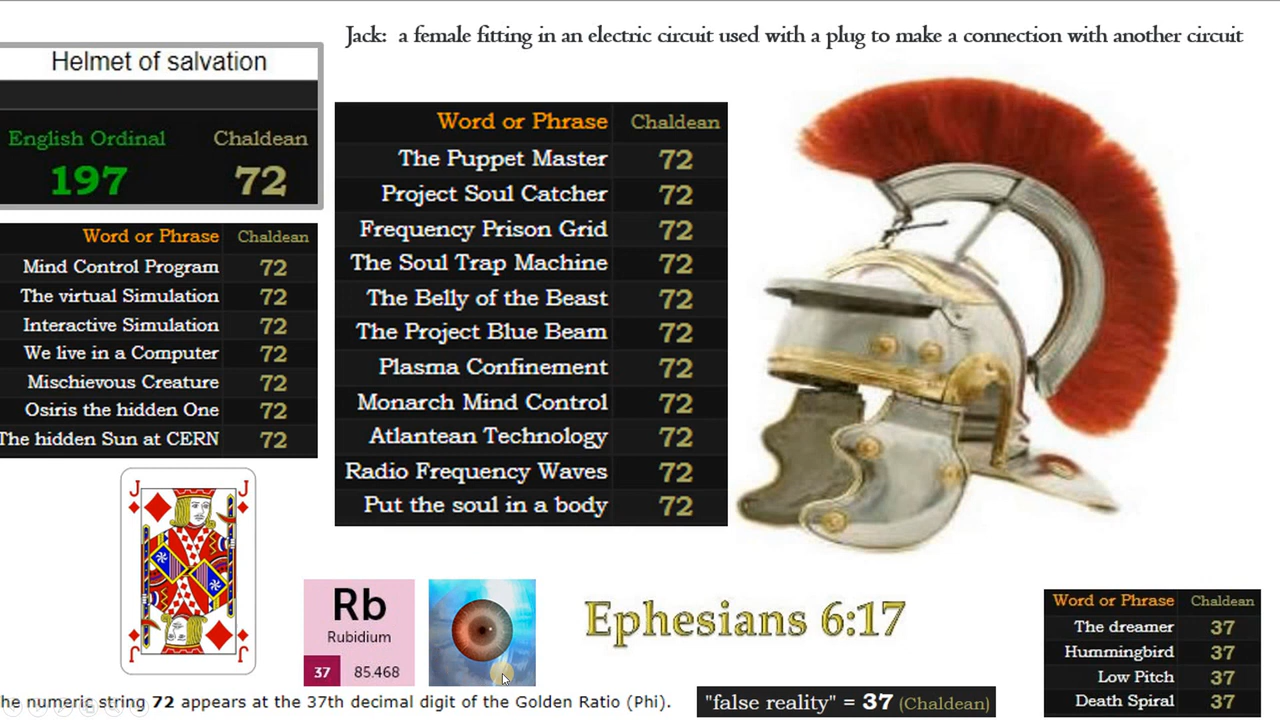 Jack: a female fitting in an electric circuit used with a plug to make a connection with another circuit
Helmet of salvation
English Ordinal Chaldean
197 72
Word or Phrase Chaldean
Mind Control Program 72
The virtual Simulation 72
Interactive Simulation 72
We live in a Computer 72
Mischievous Creature 72
Osiris the hidden One 72
The hidden Sun at CERN 72
Word or Phrase Chaldean
The Puppet Master 72
Project Soul Catcher 72
Frequency Prison Grid 72
The Soul Trap Machine 72
The Belly of the Beast 72
The Project Blue Beam 72
Plasma Confinement 72
Monarch Mind Control 72
Atlantean Technology 72
Radio Frequency Waves 72
Put the soul in a body 72
J J
J J
Rb
Rubidium
37 85.468
Ephesians 6:17
Word or Phrase Chaldean
The dreamer 37
Hummingbird 37
Low Pitch 37
Death Spiral 37
he numeric string 72 appears at the 37th decimal digit of the Golden Ratio (Phi).
"false reality" = 37 (Chaldean)